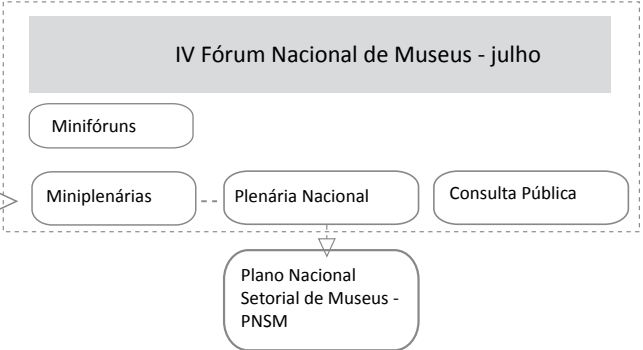 IV Fórum Nacional de Museus - julho
Minifóruns
Miniplenárias
Plenária Nacional
Consulta Pública
Plano Nacional
Setorial de Museus -
PNSM